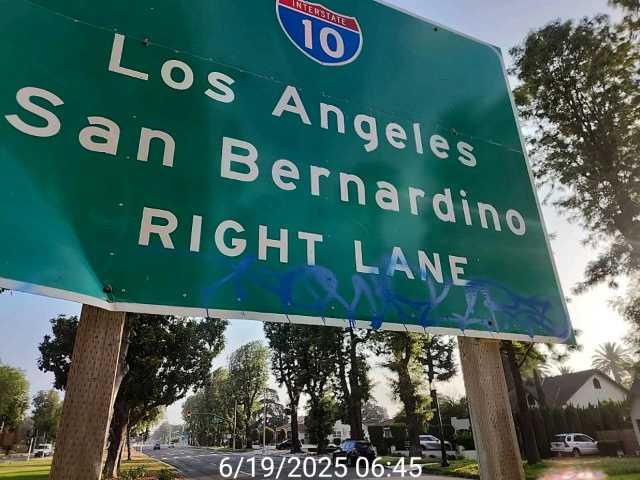 INTERSTATE
10
Los Angeles
San Bernardino
RIGHT LANE
6/19/2025 06:45